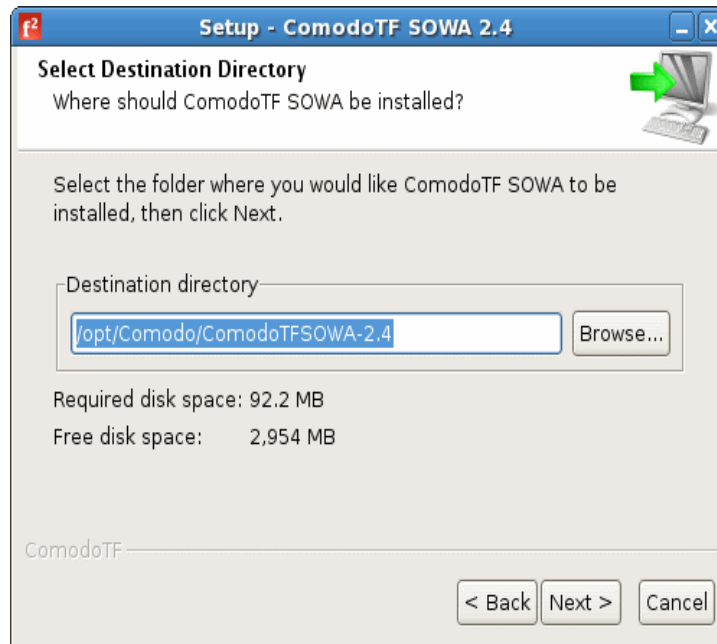 f²
Setup - ComodoTF SOWA 2.4
Select Destination Directory
Where should ComodoTF SOWA be installed?
Select the folder where you would like ComodoTF SOWA to be
installed, then click Next.
Destination directory
/opt/Comodo/ComodoTFSOWA-2.4
Browse...
Required disk space: 92.2 MB
Free disk space: 2,954 MB
ComodoTF
< Back Next > Cancel